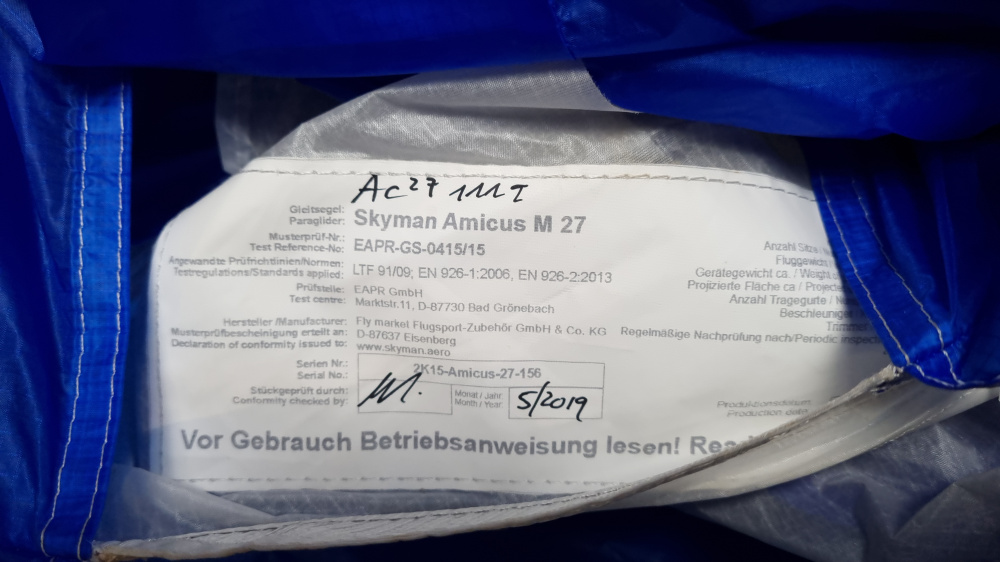 Ac 27 111 I
Gleitsegel:
Paraglider: Skyman Amicus M 27
Musterprüf-Nr.:
Test Reference-No: EAPR-GS-0415/15
Angewandte Prüfrichtlinien/Normen:
Testregulations/Standards applied: LTF 91/09; EN 926-1:2006, EN 926-2:2013
Prüfstelle: EAPR GmbH
Test centre: Marktstr.11, D-87730 Bad Grönebach
Hersteller /Manufacturer: Fly market Flugsport-Zubehör GmbH & Co. KG
Musterprüfbescheinigung erteilt an: D-87637 Eisenberg
Declaration of conformity issued to: www.skyman.aero
Serien Nr.:
Serial No.: 2K15-Amicus-27-156
Stückgeprüft durch:
Conformity checked by:
Monat / Jahr
Month / Year 5/2019
Anzahl Sitze
Fluggewicht
Gerätegewicht ca. / Weight
Projizierte Fläche ca / Projec
Anzahl Tragegurte /
Beschleuniger
Trimmer
Regelmäßige Nachprüfung nach/Periodic inspec
Produktionsdatum
Production date
Vor Gebrauch Betriebsanweisung lesen! Rea